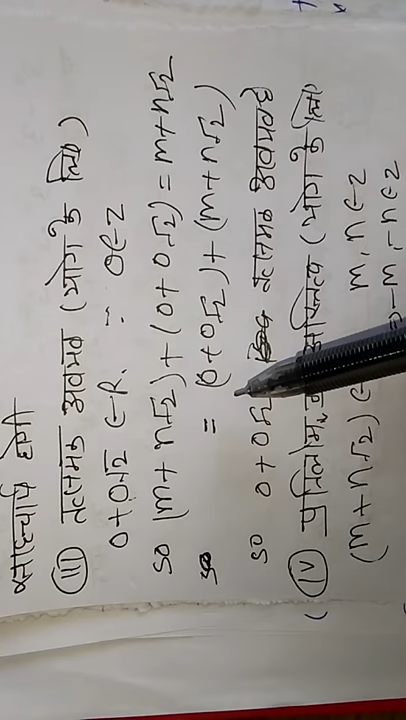 (III) तत्समक अवयव (योग के लिए)
0+0√2 ∈ R. ∵ 0∈Z
so (m+n√2)+(0+0√2) = m+n√2
= (0+0√2)+(m+n√2)
so 0+0√2 तत्समक अवयव है
(IV) प्रतिलोम अस्तित्व (योग के लिए
(m+n√2) ∈ m,n∈Z
⇒ -m,-n∈Z